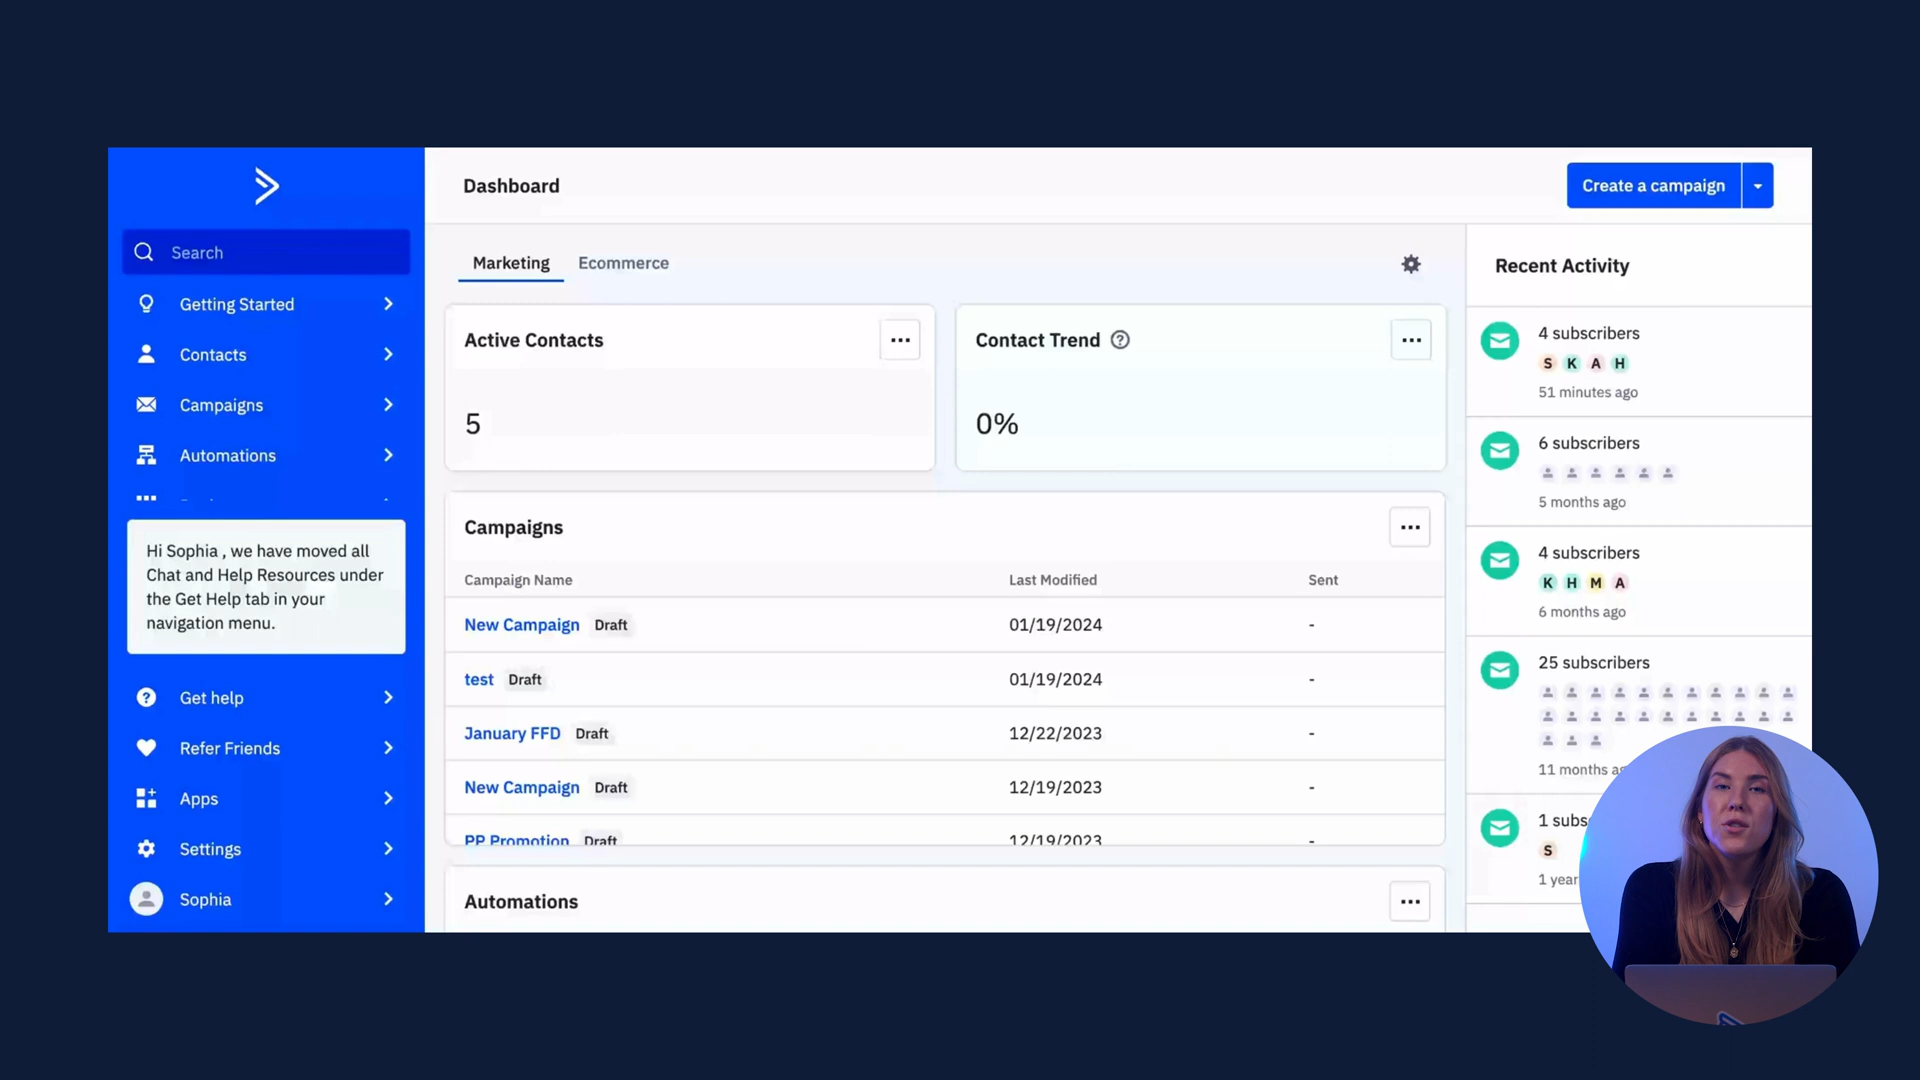 Search
Getting Started
Contacts
Campaigns
Automations
Hi Sophia , we have moved all
Chat and Help Resources under
the Get Help tab in your
navigation menu.
Get help
Refer Friends
Apps
Settings
Sophia
Dashboard
Create a campaign
Marketing Ecommerce
Active Contacts
5
Contact Trend ?
0%
Campaigns
Campaign Name Last Modified Sent
New Campaign Draft 01/19/2024 -
test Draft 01/19/2024 -
January FFD Draft 12/22/2023 -
New Campaign Draft 12/19/2023 -
PP Promotion Draft 12/19/2023 -
Automations
Recent Activity
4 subscribers
S K A H
51 minutes ago
6 subscribers
5 months ago
4 subscribers
K H M A
6 months ago
25 subscribers
11 months
1 subs
S
1 year